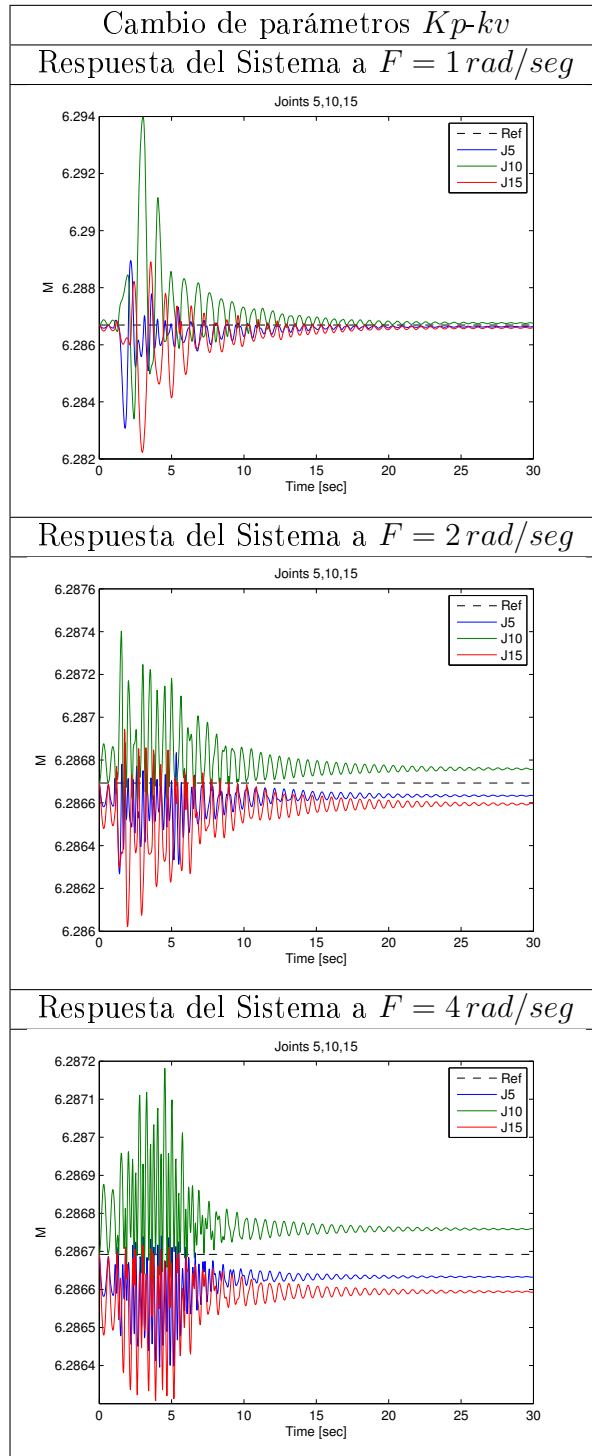 Cambio de parámetros Kp-kv
Respuesta del Sistema a F = 1 rad/seg
Joints 5,10,15
6.294
6.292
6.29
6.288
6.286
6.284
6.282
M
Ref
J5
J10
J15
0 5 10 15 20 25 30
Time [sec]
Respuesta del Sistema a F = 2 rad/seg
Joints 5,10,15
6.2876
6.2874
6.2872
6.287
6.2868
6.2866
6.2864
6.2862
6.286
M
Ref
J5
J10
J15
0 5 10 15 20 25 30
Time [sec]
Respuesta del Sistema a F = 4 rad/seg
Joints 5,10,15
6.2872
6.2871
6.287
6.2869
6.2868
6.2867
6.2866
6.2865
6.2864
M
Ref
J5
J10
J15
0 5 10 15 20 25 30
Time [sec]